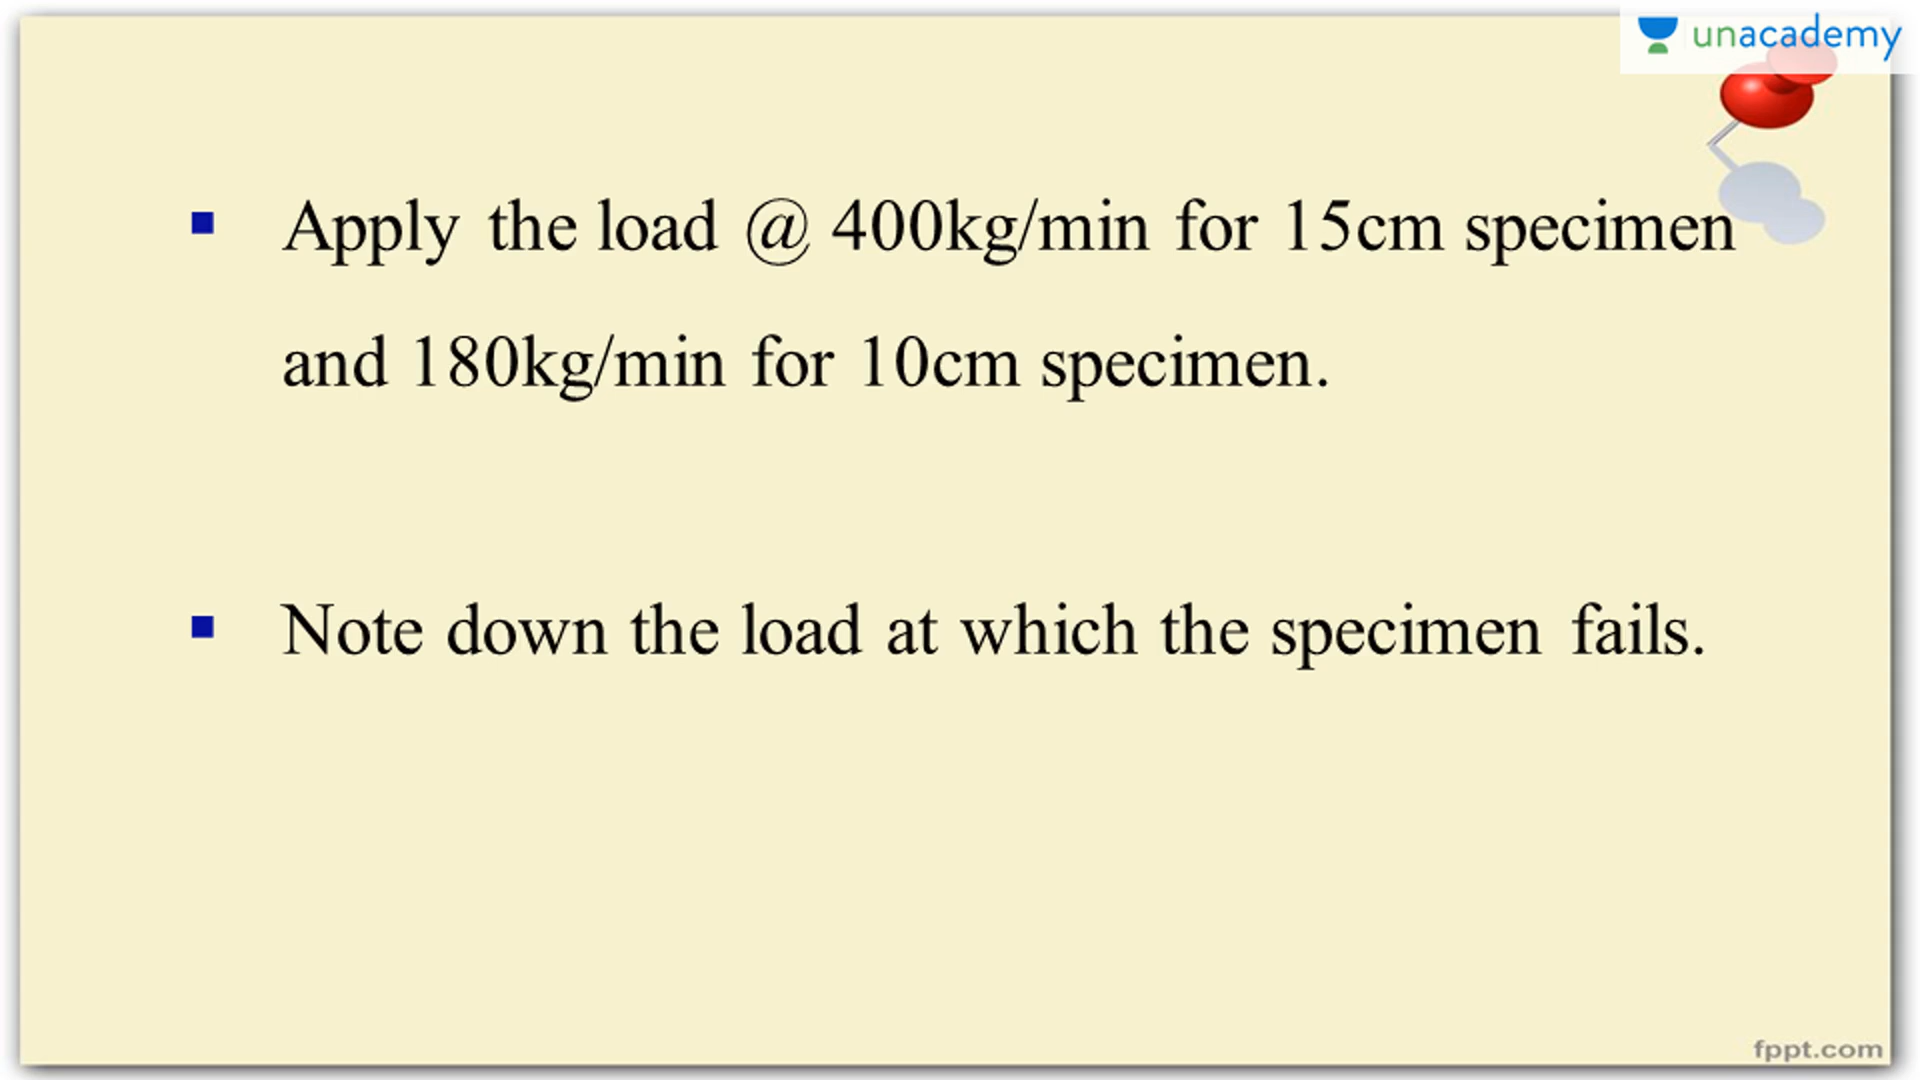 unacademy
▪ Apply the load @ 400kg/min for 15cm specimen
and 180kg/min for 10cm specimen.
▪ Note down the load at which the specimen fails.
fppt.com